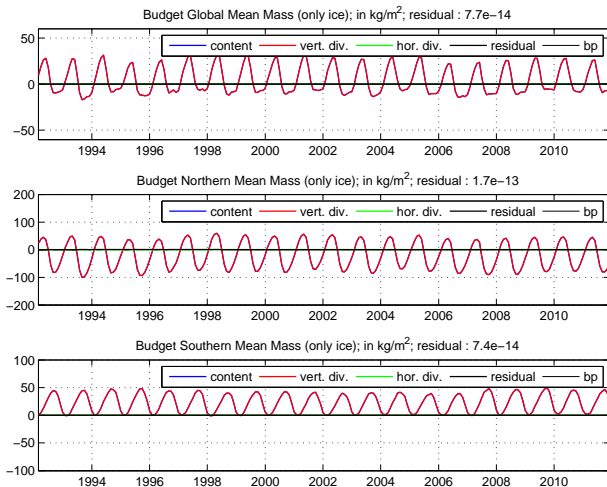 Budget Global Mean Mass (only ice); in kg/m²; residual : 7.7e−14
content vert. div. hor. div. residual bp
50
0
−50
1994 1996 1998 2000 2002 2004 2006 2008 2010
Budget Northern Mean Mass (only ice); in kg/m²; residual : 1.7e−13
content vert. div. hor. div. residual bp
200
100
0
−100
−200
1994 1996 1998 2000 2002 2004 2006 2008 2010
Budget Southern Mean Mass (only ice); in kg/m²; residual : 7.4e−14
content vert. div. hor. div. residual bp
100
50
0
−50
−100
1994 1996 1998 2000 2002 2004 2006 2008 2010